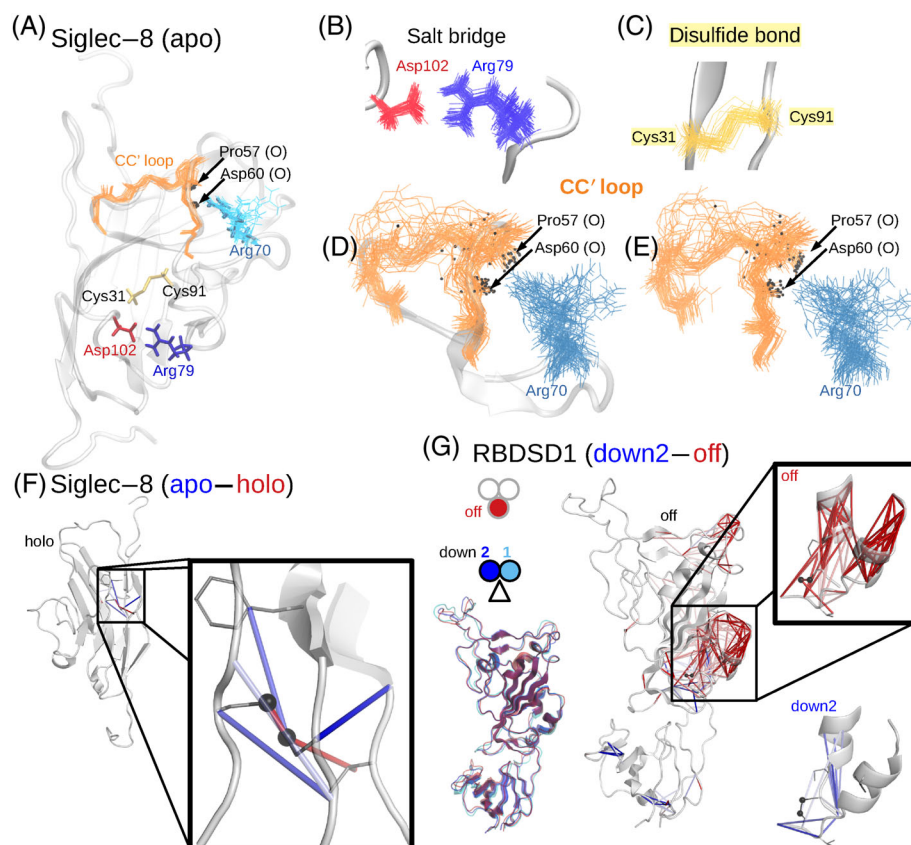 (A) Siglec−8 (apo)
CC′ loop
Pro57 (O)
Asp60 (O)
Arg70
Cys31
Cys91
Asp102
Arg79
(B) Salt bridge
Asp102
Arg79
(C) Disulfide bond
Cys31
Cys91
CC′ loop
(D)
Pro57 (O)
Asp60 (O)
Arg70
(E)
Pro57 (O)
Asp60 (O)
Arg70
(F) Siglec−8 (apo−holo)
holo
(G) RBDSD1 (down2−off)
off
down 2 1
off
off
down2